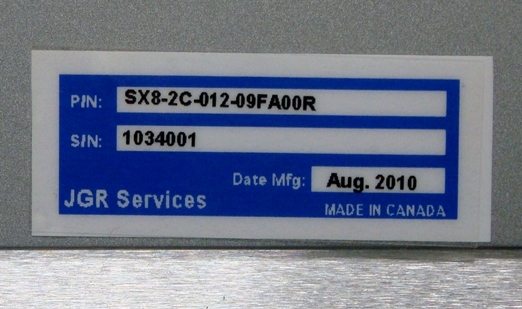 P/N: SX8-2C-012-09FA00R
S/N: 1034001
Date Mfg: Aug. 2010
JGR Services
MADE IN CANADA